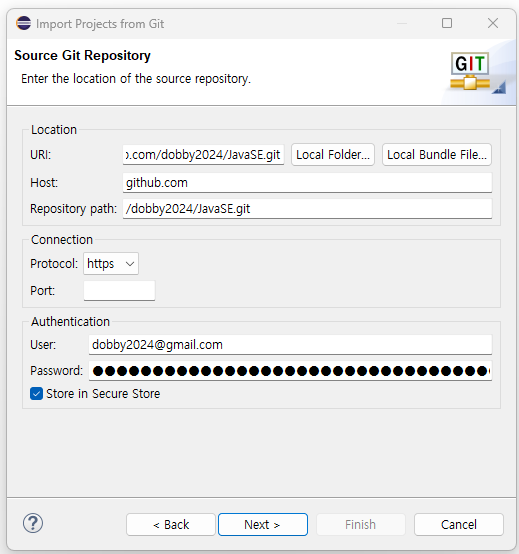 Import Projects from Git
Source Git Repository
Enter the location of the source repository.
GIT
Location
URI: o.com/dobby2024/JavaSE.git Local Folder... Local Bundle File...
Host: github.com
Repository path: /dobby2024/JavaSE.git
Connection
Protocol: https
Port:
Authentication
User: dobby2024@gmail.com
Password: ●●●●●●●●●●●●●●●●●●●●●●●●●●●●●●●●●
Store in Secure Store
? < Back Next > Finish Cancel